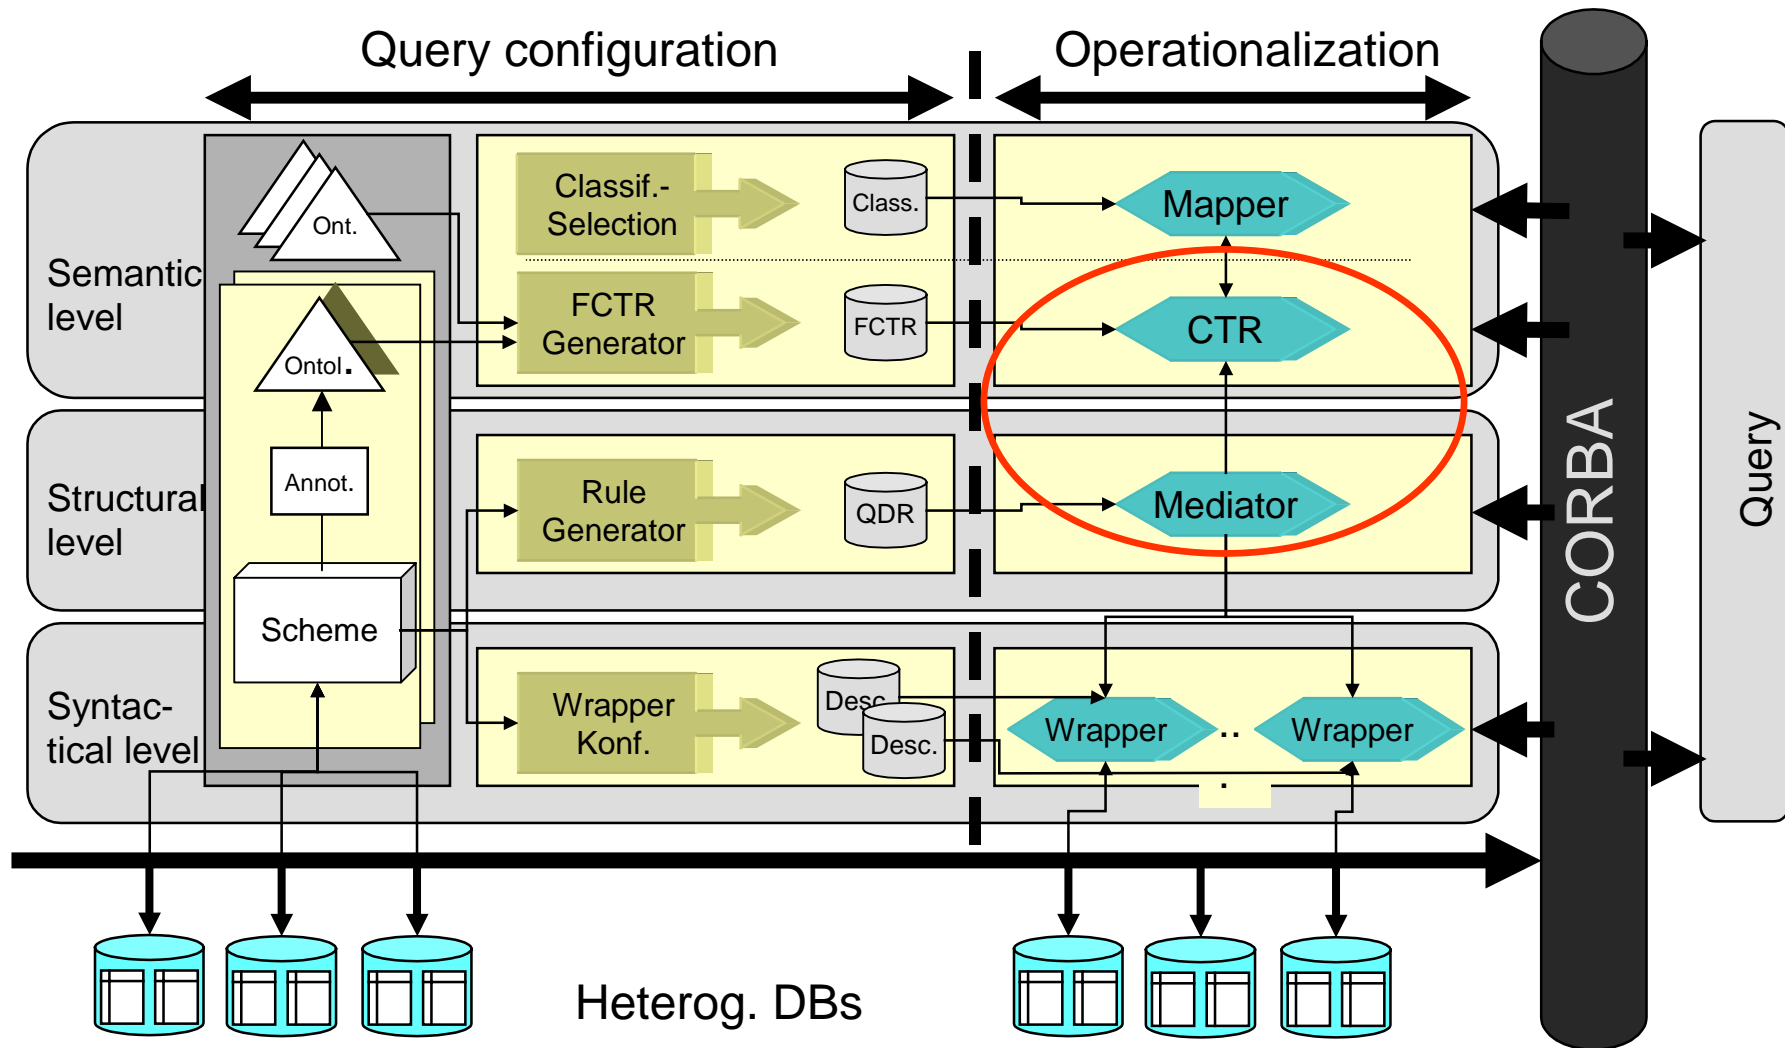 Query configuration
Operationalization
Semantic
level
Ont.
Ontol.
Classif.-
Selection
Class.
Mapper
FCTR
Generator
FCTR
CTR
Structural
level
Annot.
Scheme
Rule
Generator
QDR
Mediator
Syntac-
tical level
Wrapper
Konf.
Desc.
Desc.
Wrapper
..
.
Wrapper
CORBA
Query
Heterog. DBs